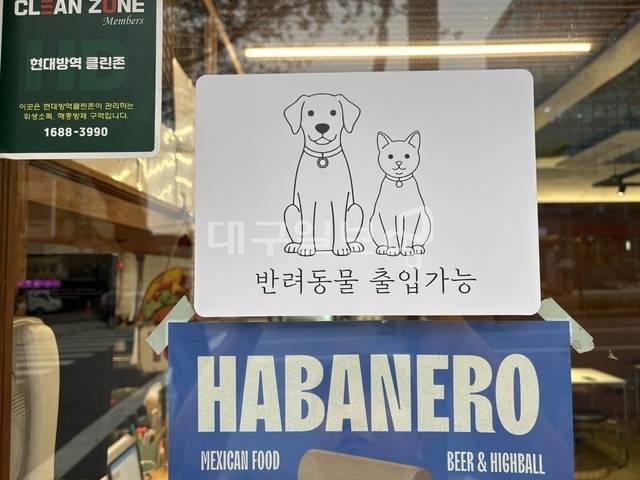 CLEAN ZONE
Members
HD
현대방역 클린존
이곳은 현대방역클린존이 관리하는
위생소독, 해충방제 구역입니다.
1688-3990
반려동물 출입가능
HABANERO
MEXICAN FOOD
BEER & HIGHBALL